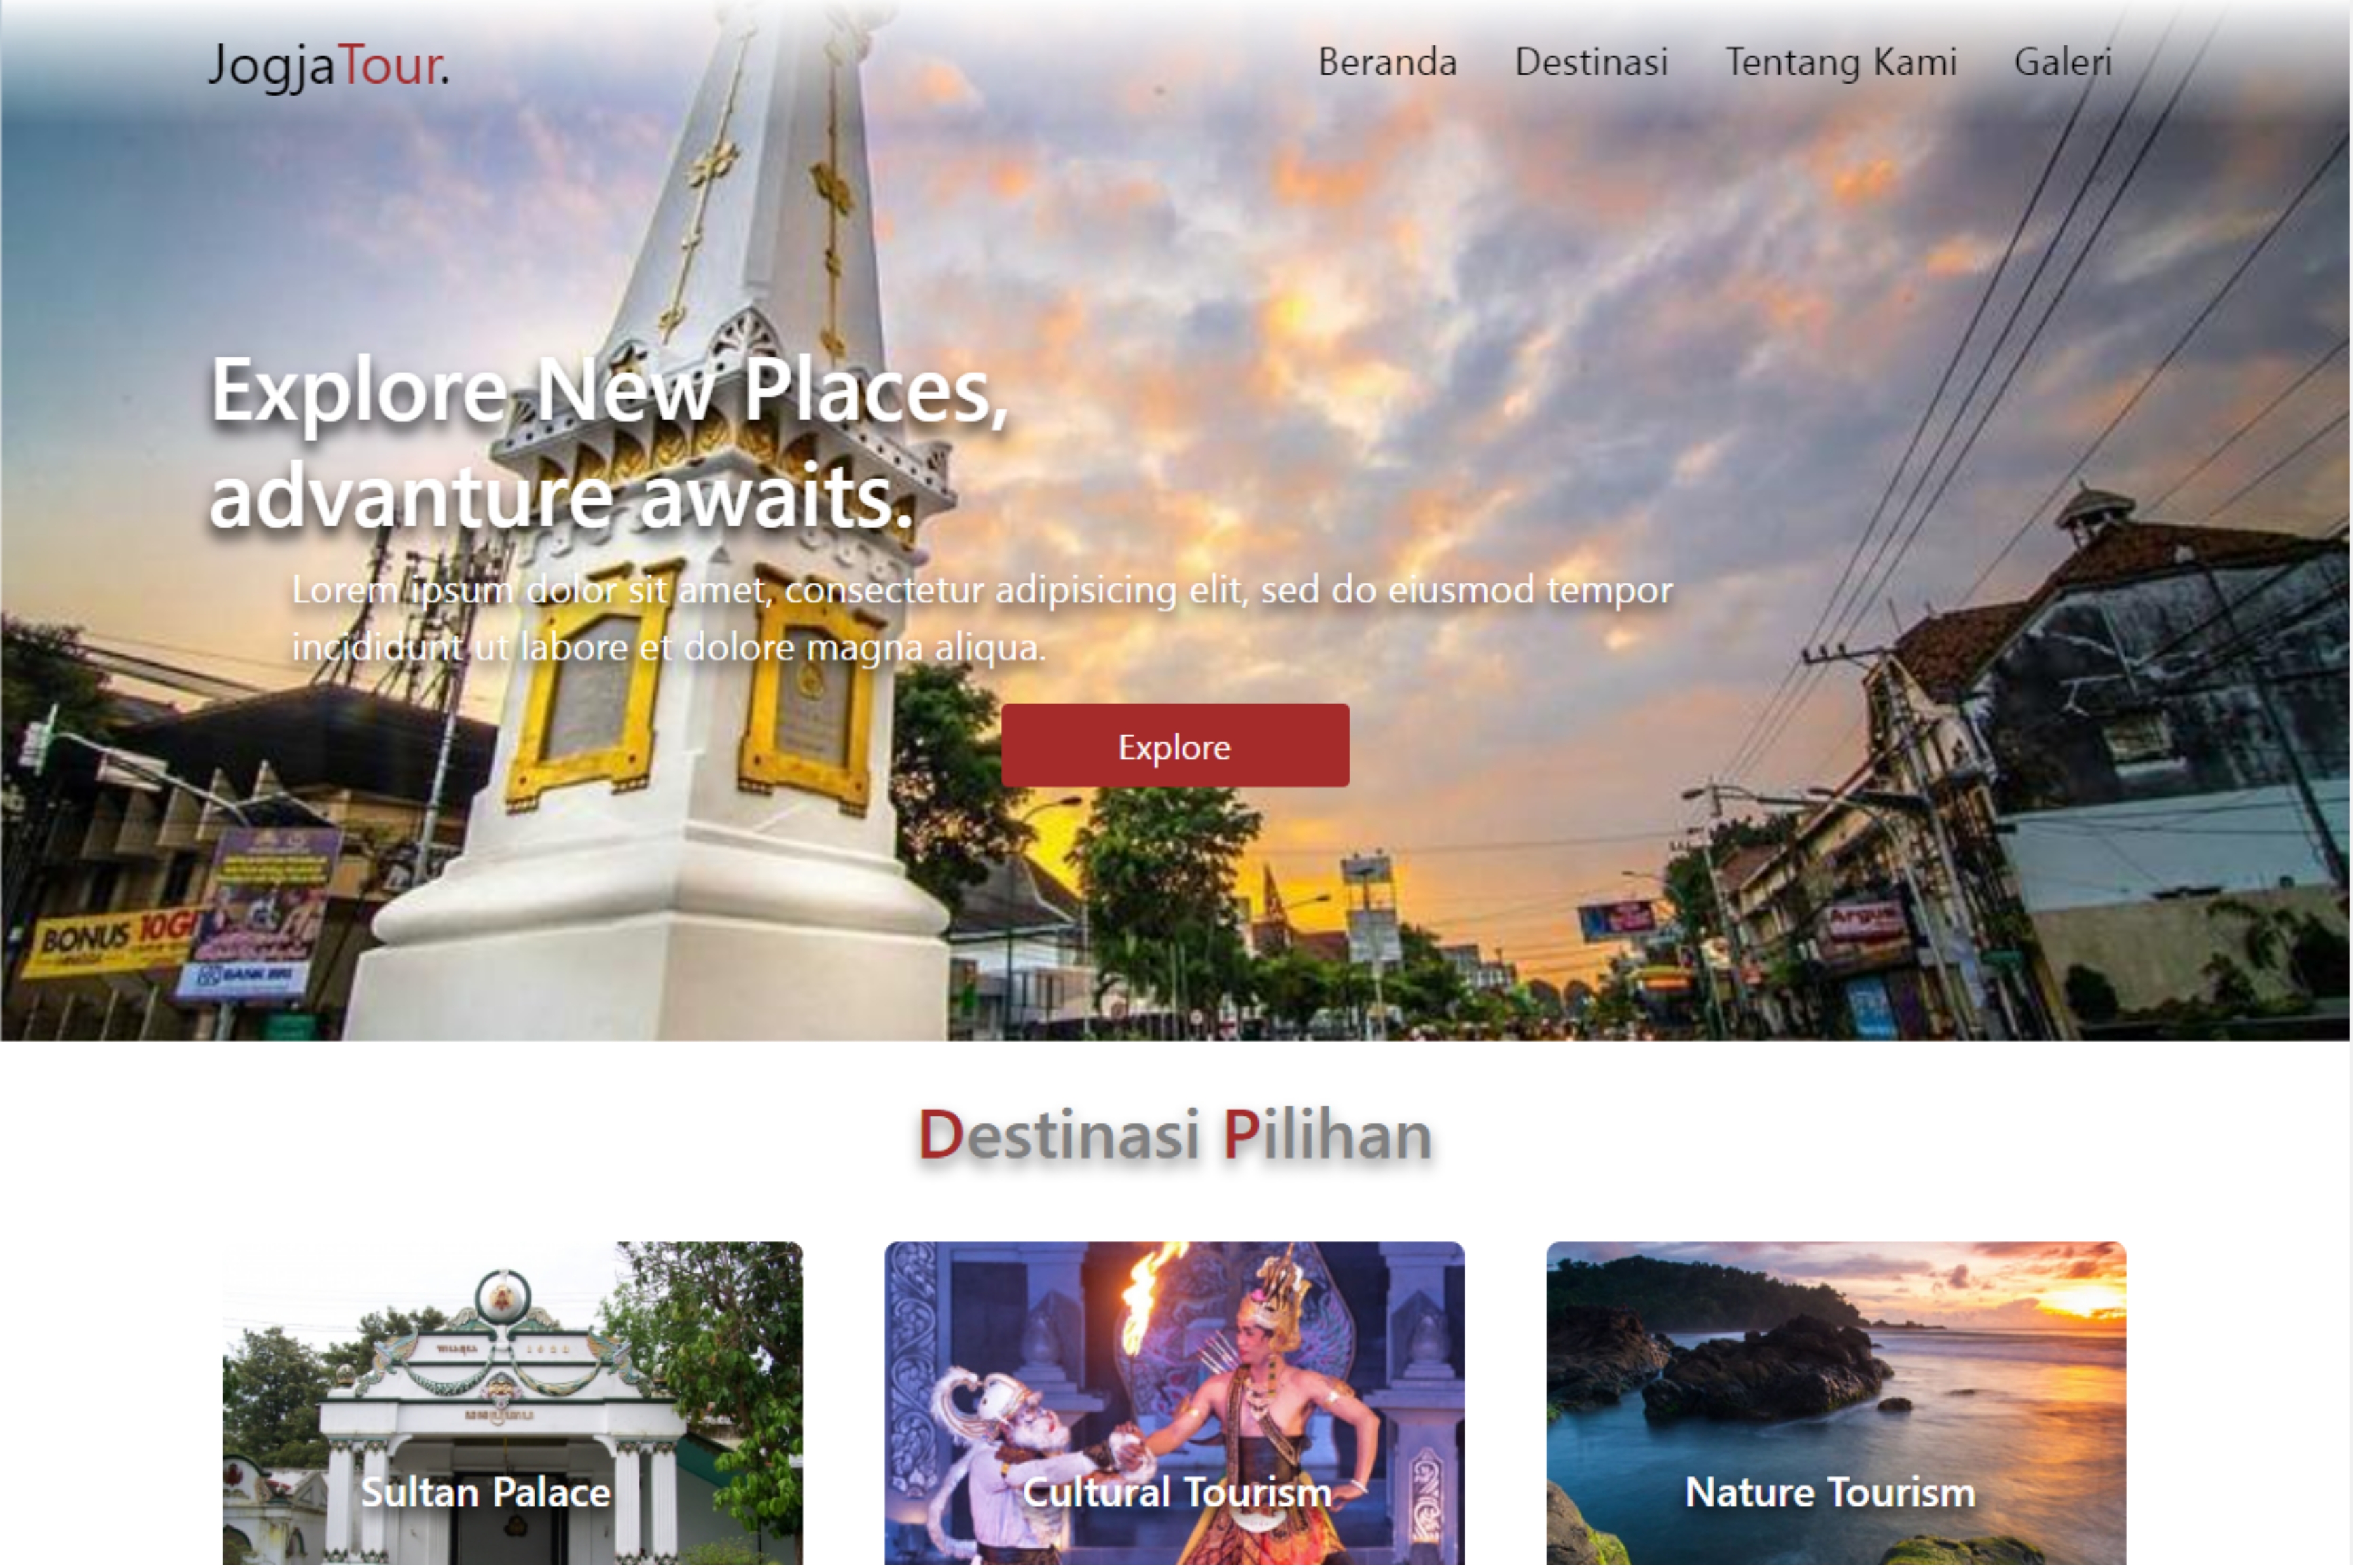 JogjaTour.
Beranda Destinasi Tentang Kami Galeri
Explore New Places,
advanture awaits.
Lorem ipsum dolor sit amet, consectetur adipisicing elit, sed do eiusmod tempor
incididunt ut labore et dolore magna aliqua.
Explore
BONUS 10G
BANK BRI
Argus
Destinasi Pilihan
Sultan Palace
Cultural Tourism
Nature Tourism